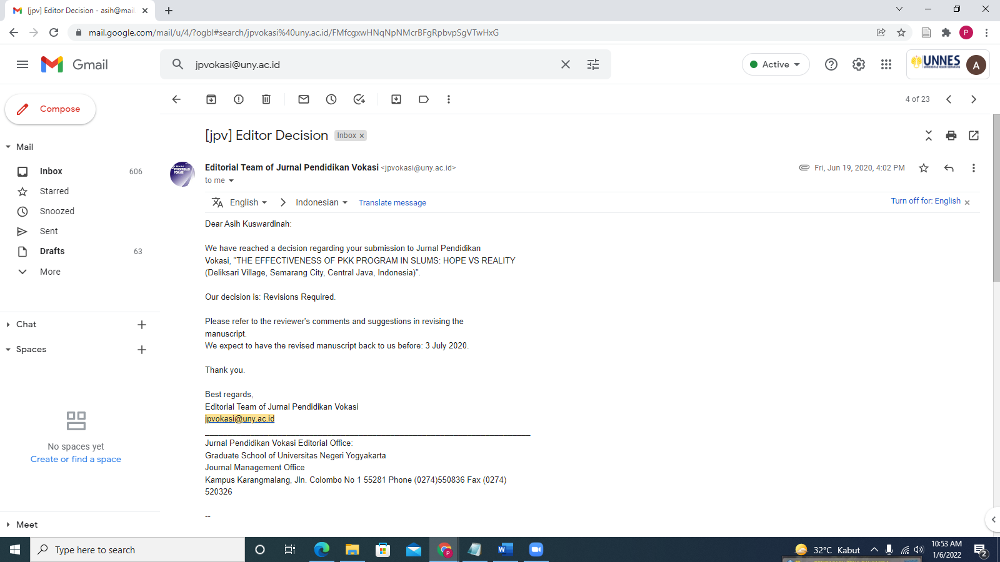 [jpv] Editor Decision - asih@mail.
mail.google.com/mail/u/4/?ogbl#search/jpvokasi%40uny.ac.id/FMfcgxwHNqNpNMcrBFgRpbvpSgVTwHxG
P
Gmail
jpvokasi@uny.ac.id
Active
UNNES
UNIVERSITAS NEGERI SEMARANG
A
Compose
4 of 23
Mail
Inbox 606
Starred
Snoozed
Sent
Drafts 63
More
Chat
Spaces
No spaces yet
Create or find a space
Meet
[jpv] Editor Decision Inbox x
JURNAL
PENDIDIKAN
VOKASI
Editorial Team of Jurnal Pendidikan Vokasi <jpvokasi@uny.ac.id>
Fri, Jun 19, 2020, 4:02 PM
to me
English > Indonesian Translate message
Turn off for: English x
Dear Asih Kuswardinah:
We have reached a decision regarding your submission to Jurnal Pendidikan
Vokasi, "THE EFFECTIVENESS OF PKK PROGRAM IN SLUMS: HOPE VS REALITY
(Deliksari Village, Semarang City, Central Java, Indonesia)".
Our decision is: Revisions Required.
Please refer to the reviewer's comments and suggestions in revising the
manuscript.
We expect to have the revised manuscript back to us before: 3 July 2020.
Thank you.
Best regards,
Editorial Team of Jurnal Pendidikan Vokasi
jpvokasi@uny.ac.id
________________________________________________________________________
Jurnal Pendidikan Vokasi Editorial Office:
Graduate School of Universitas Negeri Yogyakarta
Journal Management Office
Kampus Karangmalang, Jln. Colombo No 1 55281 Phone (0274)550836 Fax (0274)
520326
--
Type here to search
P
W
32°C Kabut
10:53 AM
1/6/2022
2